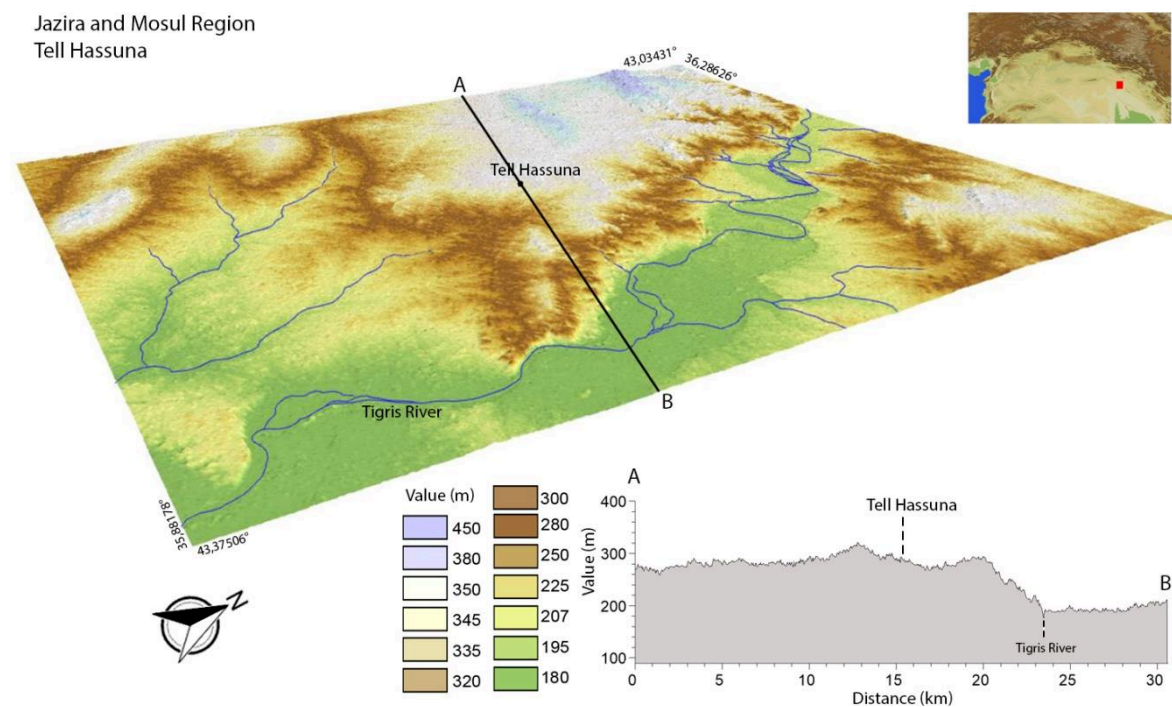 Jazira and Mosul Region
Tell Hassuna
43,03431°
36,28626°
A
Tell Hassuna
B
Tigris River
35,88178°
43,37506°
N
Value (m)
450
380
350
345
335
320
300
280
250
225
207
195
180
A
B
Tell Hassuna
Tigris River
Value (m)
400
300
200
100
0
5
10
15
20
25
30
Distance (km)